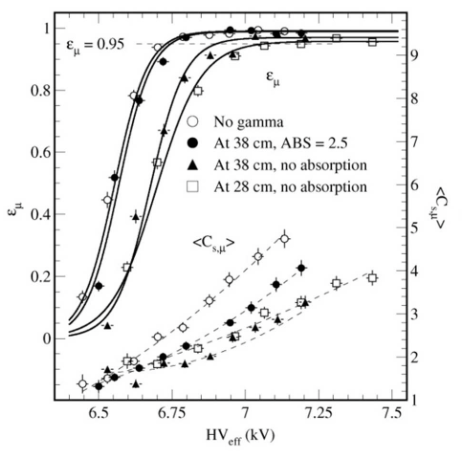 1
ε_μ = 0.95
9
0.8
ε_μ
8
No gamma
At 38 cm, ABS = 2.5
7
0.6
At 38 cm, no absorption
At 28 cm, no absorption
6
ε_μ
0.4
<C_s,μ>
<C_s,μ>
5
0.2
4
3
0
2
1
6.5 6.75 7 7.25 7.5
HV_eff (kV)